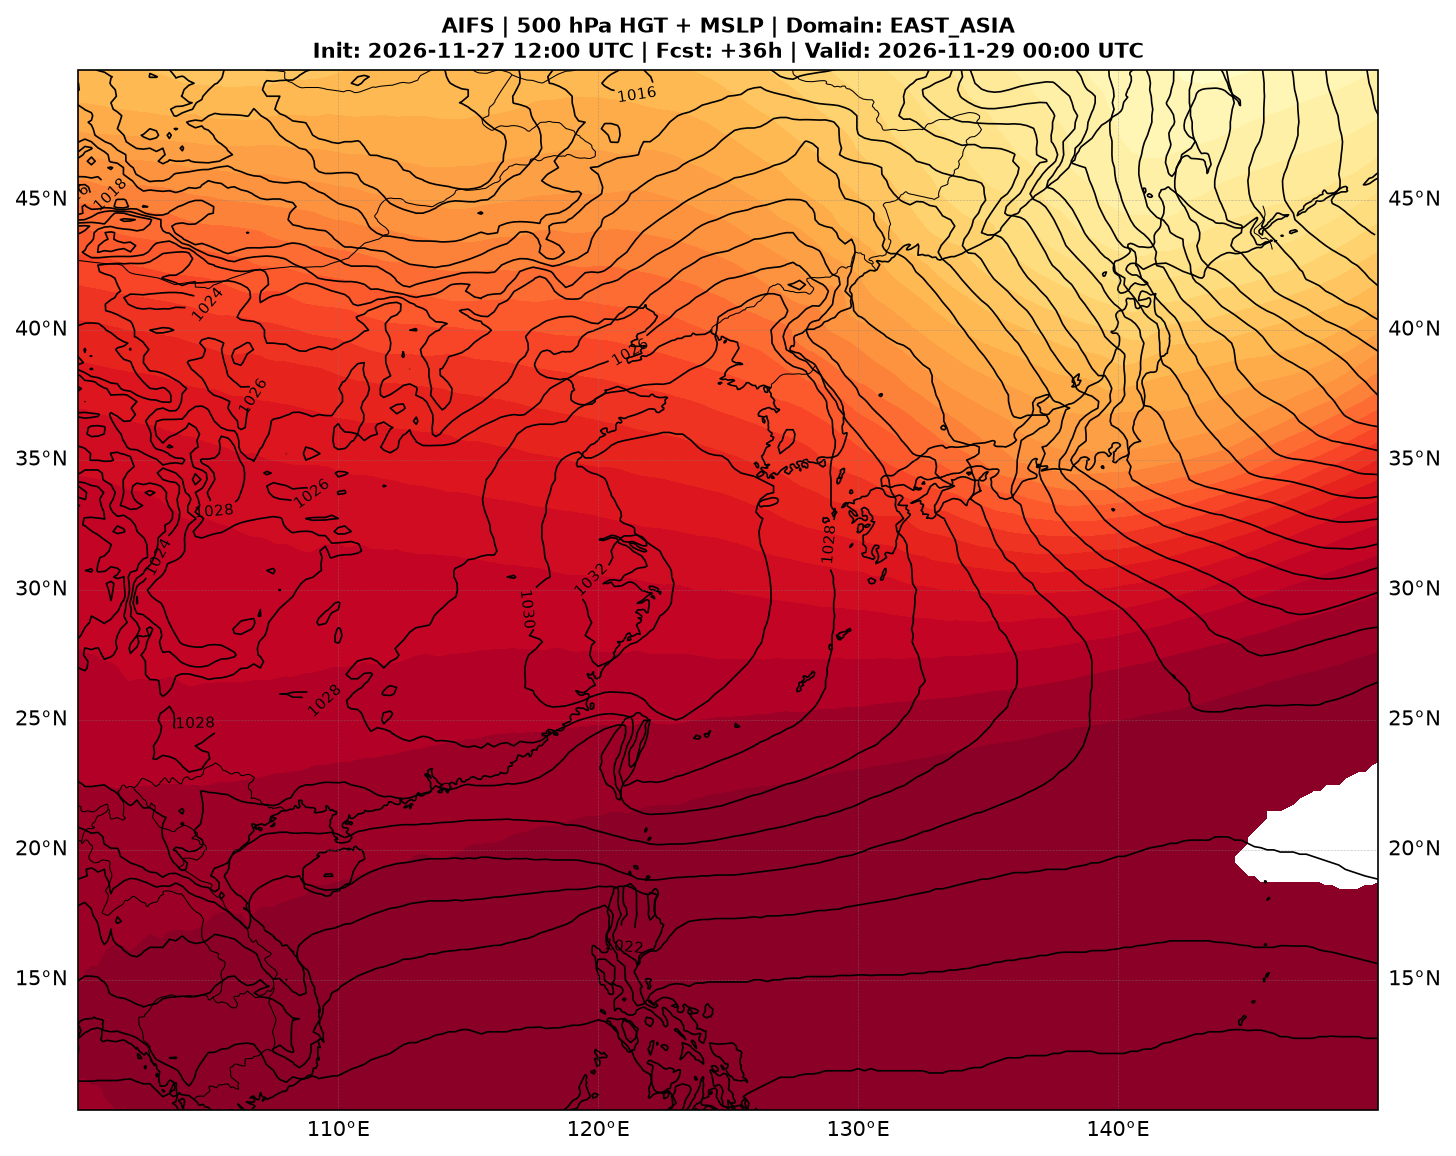 AIFS | 500 hPa HGT + MSLP | Domain: EAST_ASIA
Init: 2026-11-27 12:00 UTC | Fcst: +36h | Valid: 2026-11-29 00:00 UTC
1016
1018
45°N 45°N
1024
40°N 40°N
1026
1026
35°N 35°N
1026
1028
1028
1024
1032
30°N 30°N
1030
1028
1028
25°N 25°N
20°N 20°N
1022
15°N 15°N
110°E 120°E 130°E 140°E